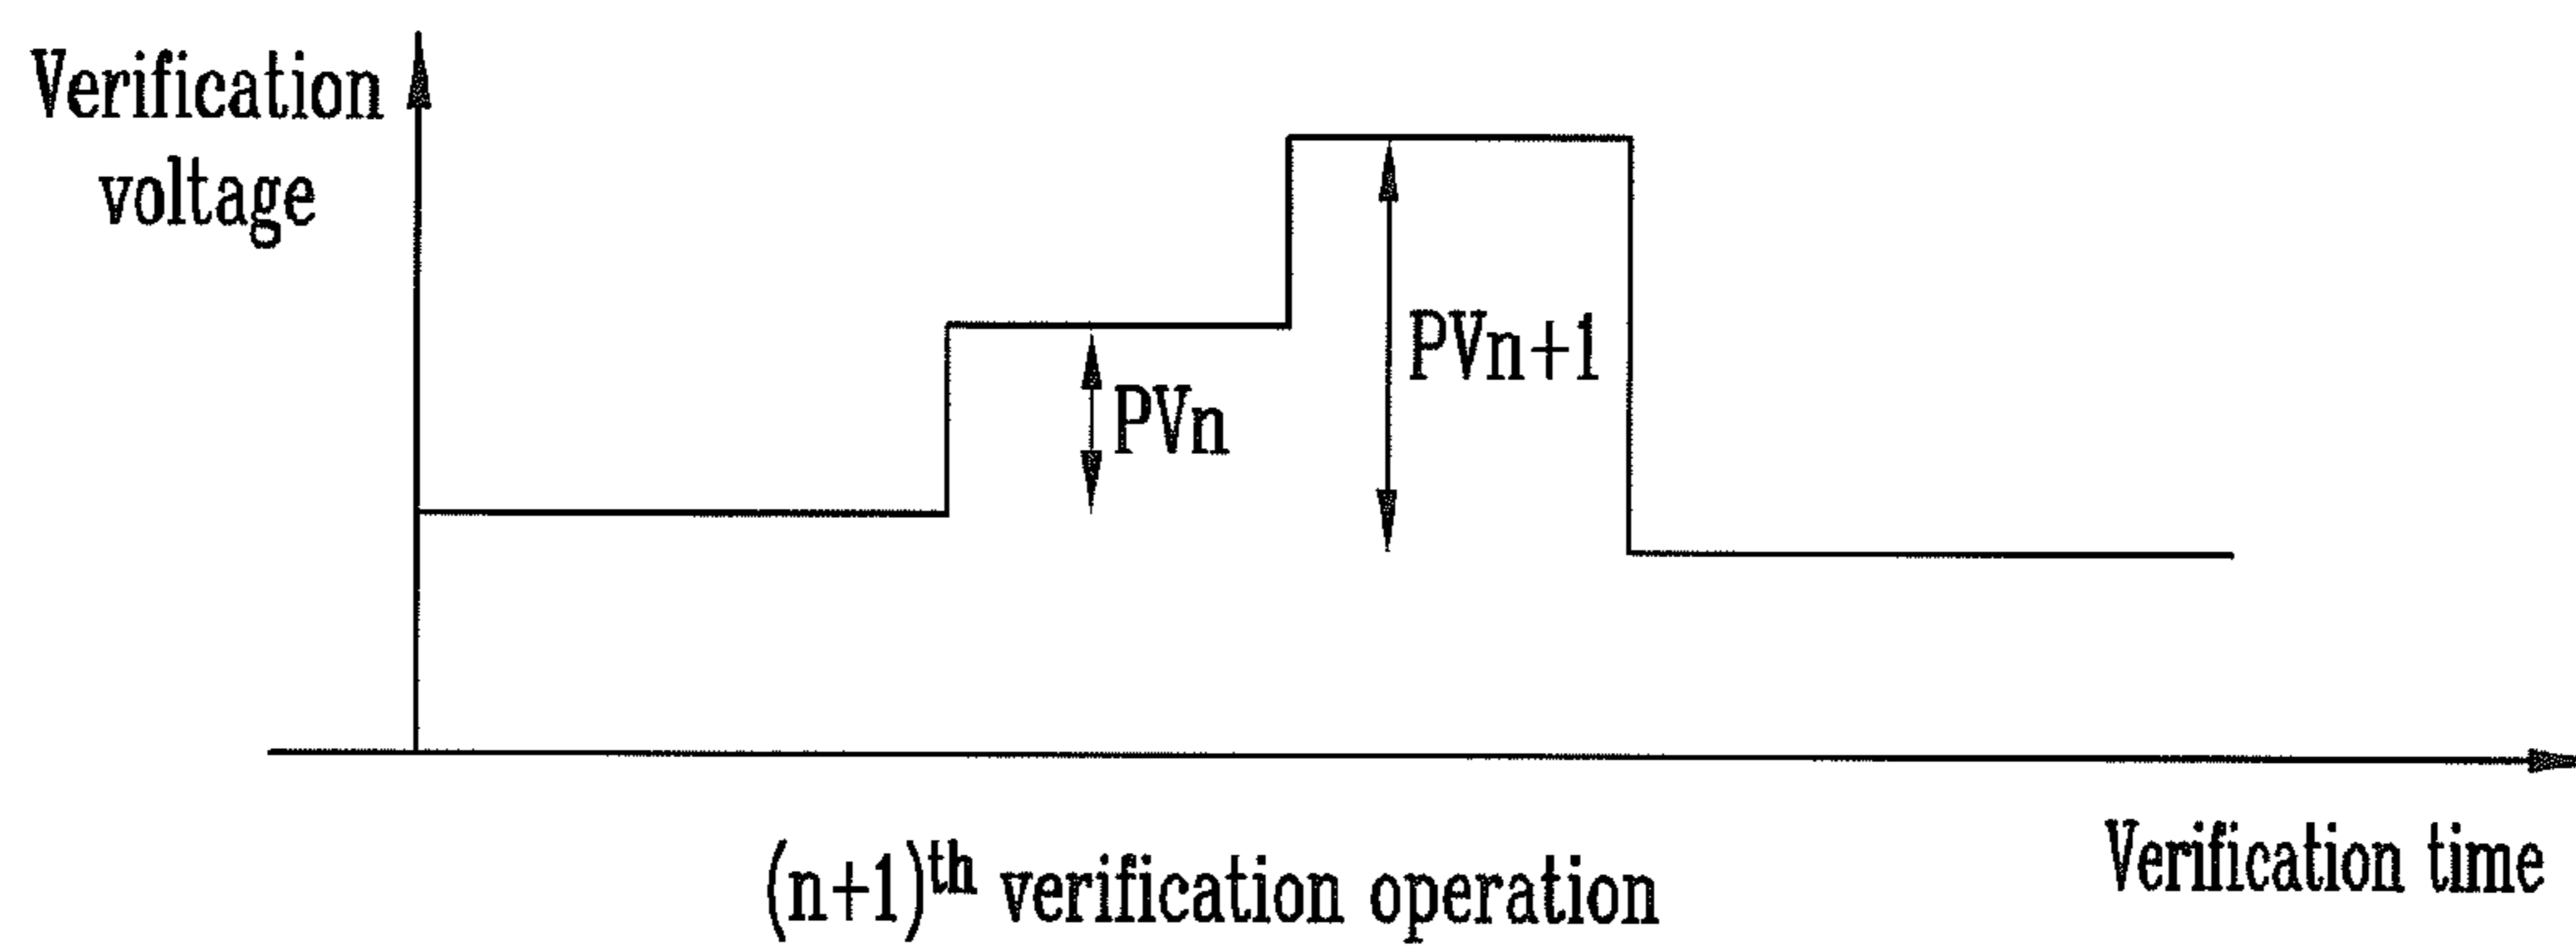 Verification
voltage
PVn
PVn+1
Verification time
(n+1)th verification operation